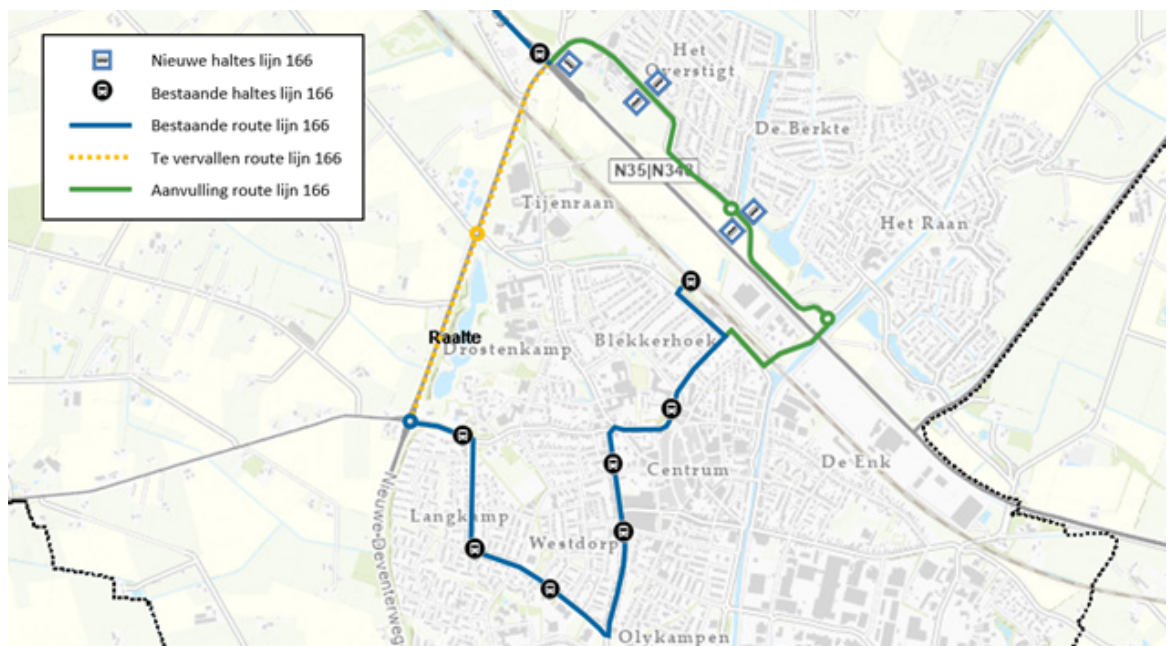 Nieuwe haltes lijn 166
Bestaande haltes lijn 166
Bestaande route lijn 166
Te vervallen route lijn 166
Aanvulling route lijn 166
Het
Overstigt
De Berkte
N35|N348
Tijenraan
Het Raan
Raalte
Drostenkamp
Blekkerhoek
Centrum
De Enk
Nieuwe-Deventerweg
Langkamp
Westdorp
Olykampen